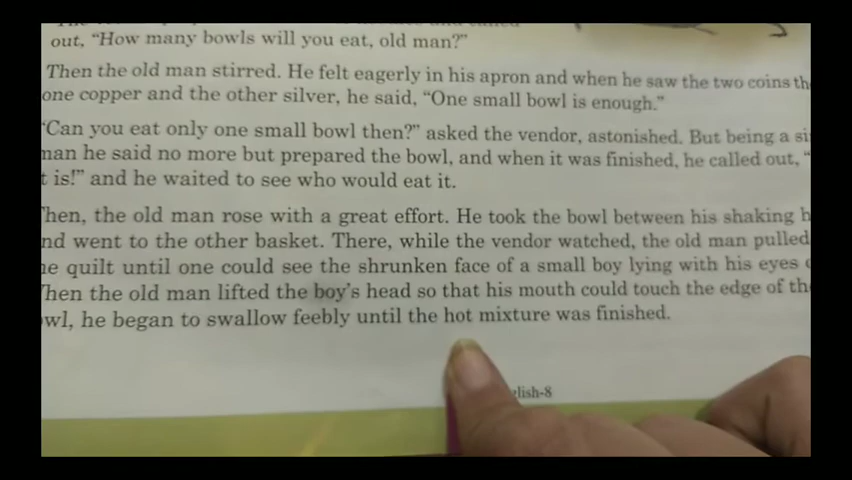 out, “How many bowls will you eat, old man?”
Then the old man stirred. He felt eagerly in his apron and when he saw the two coins
one copper and the other silver, he said, “One small bowl is enough.”
“Can you eat only one small bowl then?” asked the vendor, astonished. But being a
man he said no more but prepared the bowl, and when it was finished, he called out, “
is!” and he waited to see who would eat it.
Then, the old man rose with a great effort. He took the bowl between his shaking
and went to the other basket. There, while the vendor watched, the old man pulled
quilt until one could see the shrunken face of a small boy lying with his eyes
When the old man lifted the boy’s head so that his mouth could touch the edge of
he began to swallow feebly until the hot mixture was finished.
lish-8